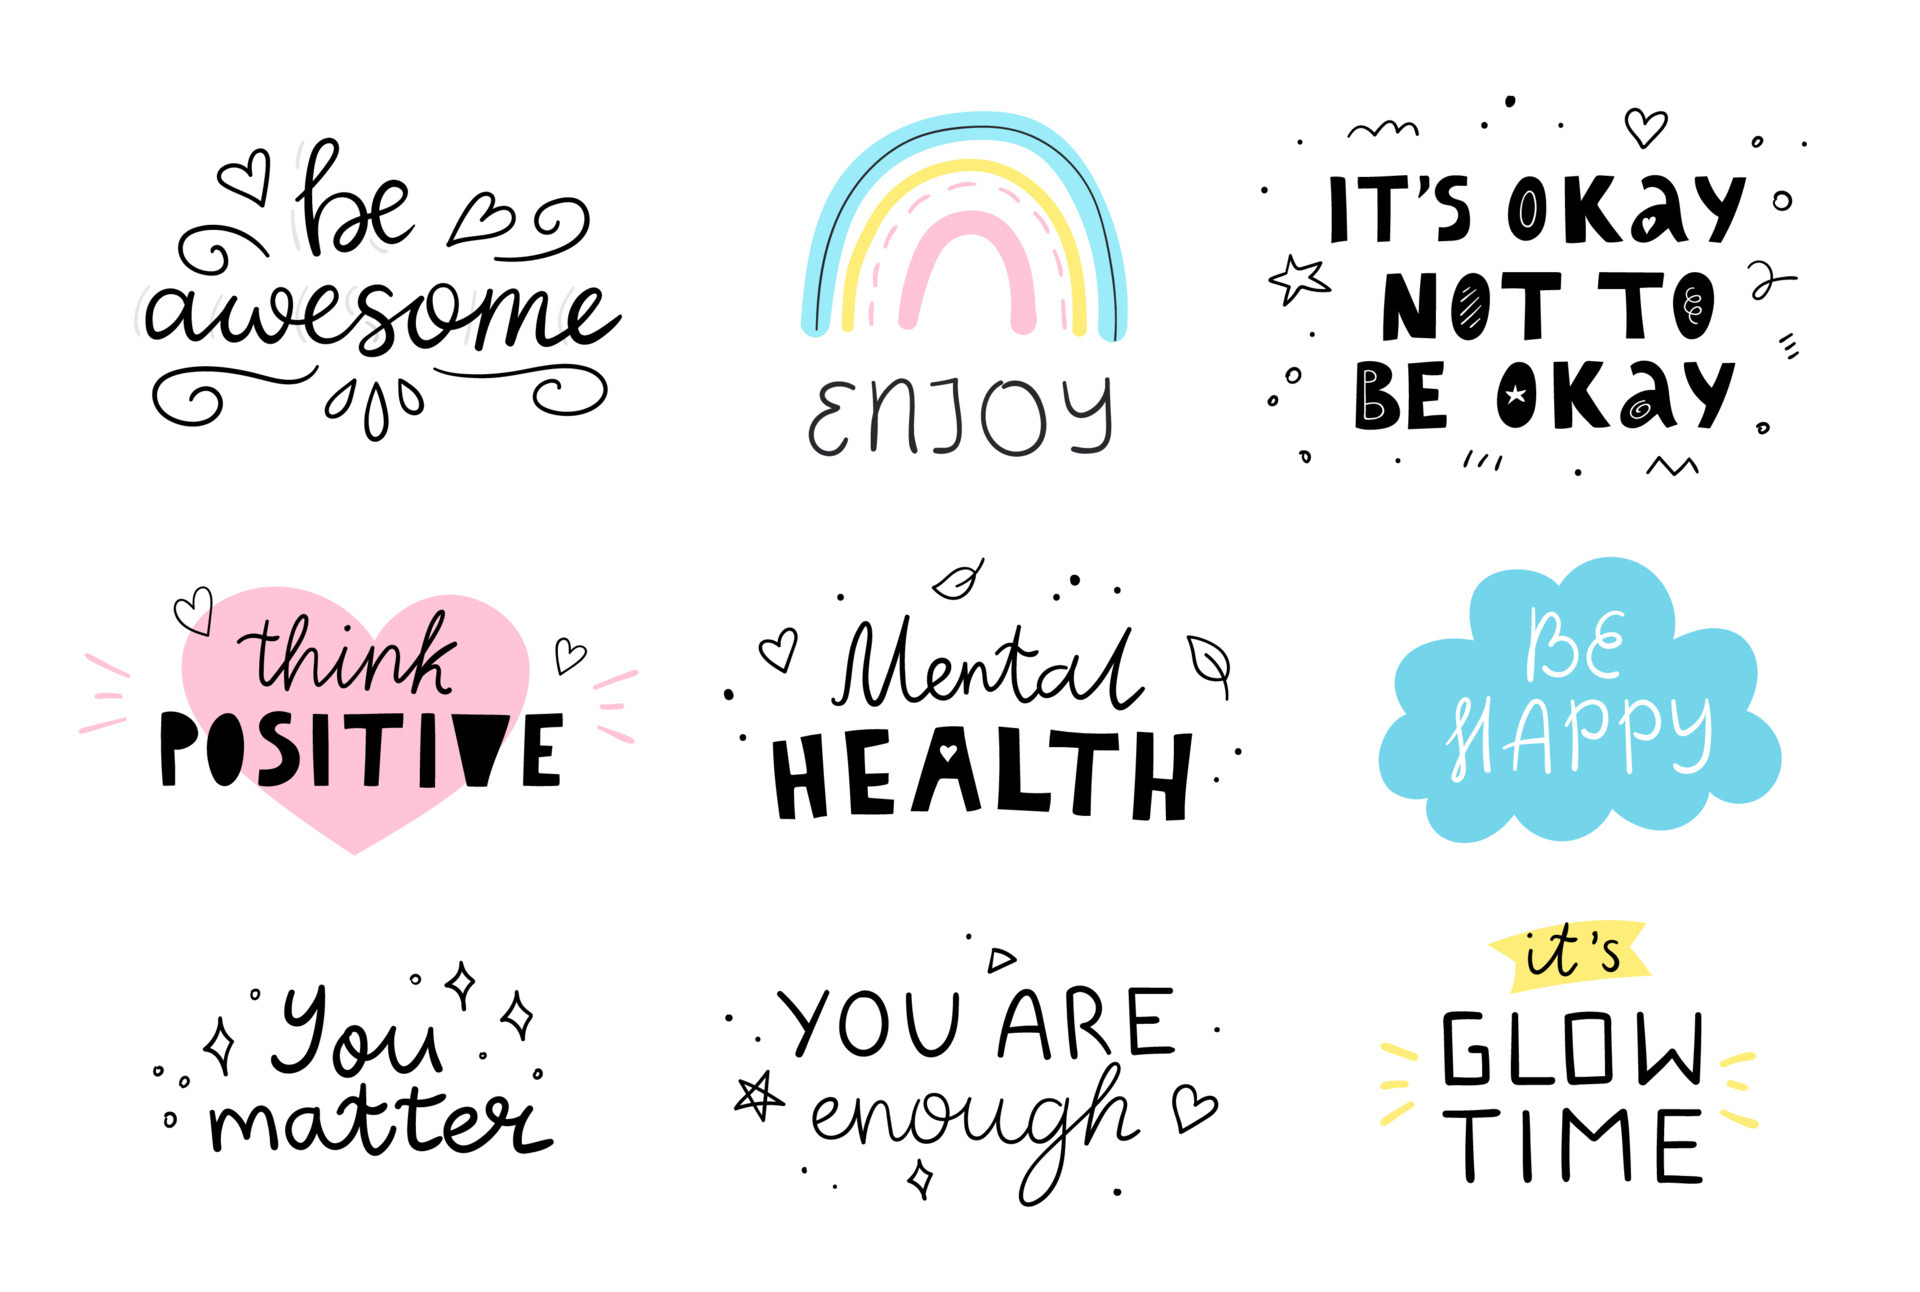 be
awesome
ENJOY
IT'S OKaY
NOT TO
BE OKaY
think
POSITIVE
Mental
HEALTH
BE
HAPPY
You
matter
YOU ARE
enough
it's
GLOW
TIME